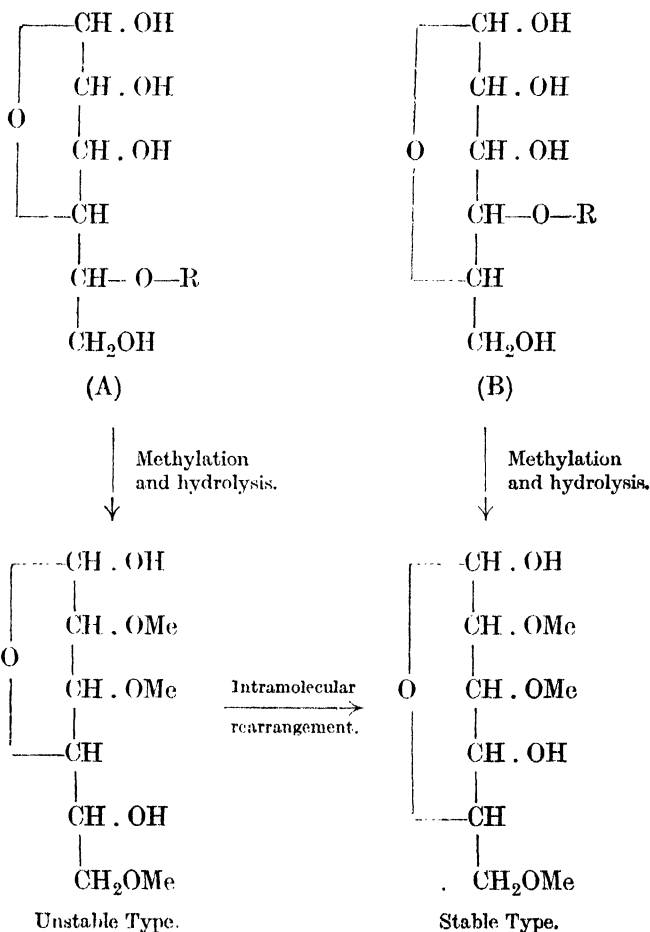 CH . OH
CH . OH
O
CH . OH
CH
CH— O—R
CH₂OH
(A)
CH . OH
CH . OH
O
CH . OH
CH—O—R
CH
CH₂OH
(B)
Methylation
and hydrolysis.
Methylation
and hydrolysis.
CH . OH
CH . OMe
O
CH . OMe
CH
CH . OH
CH₂OMe
Unstable Type.
Intramolecular
rearrangement.
CH . OH
CH . OMe
O
CH . OMe
CH . OH
CH
. CH₂OMe
Stable Type.